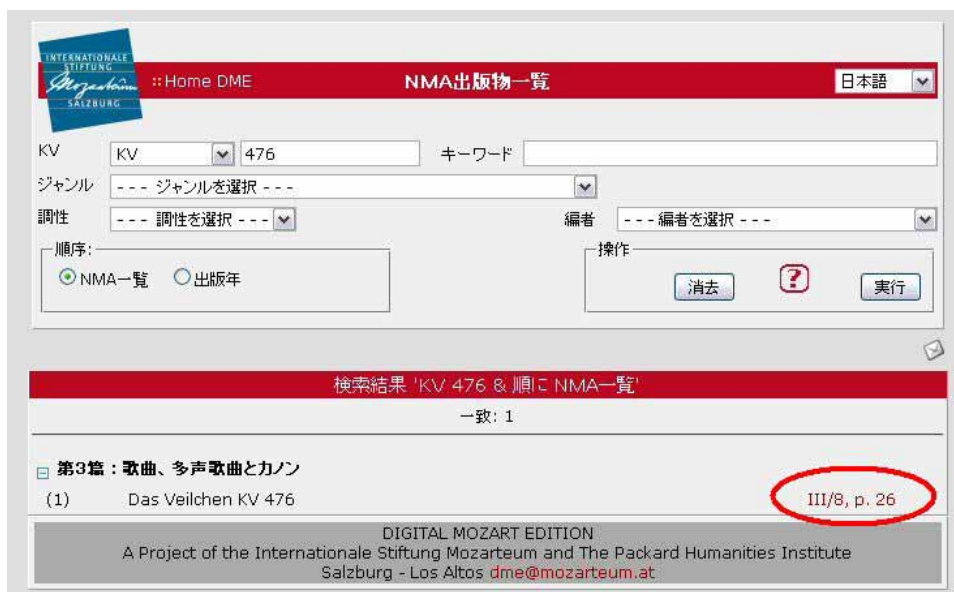 INTERNATIONALE
STIFTUNG
Mozarteum
SALZBURG
::Home DME
NMA出版物一覧
日本語
KV
KV
476
キーワード
ジャンル
--- ジャンルを選択 ---
調性
--- 調性を選択 ---
編者
---編者を選択 ---
順序:
NMA一覧
出版年
操作
消去
?
実行
検索結果 'KV 476 & 順に NMA一覧'
一致: 1
第3篇：歌曲、多声歌曲とカノン
(1) Das Veilchen KV 476 III/8, p. 26
DIGITAL MOZART EDITION
A Project of the Internationale Stiftung Mozarteum and The Packard Humanities Institute
Salzburg - Los Altos dme@mozarteum.at